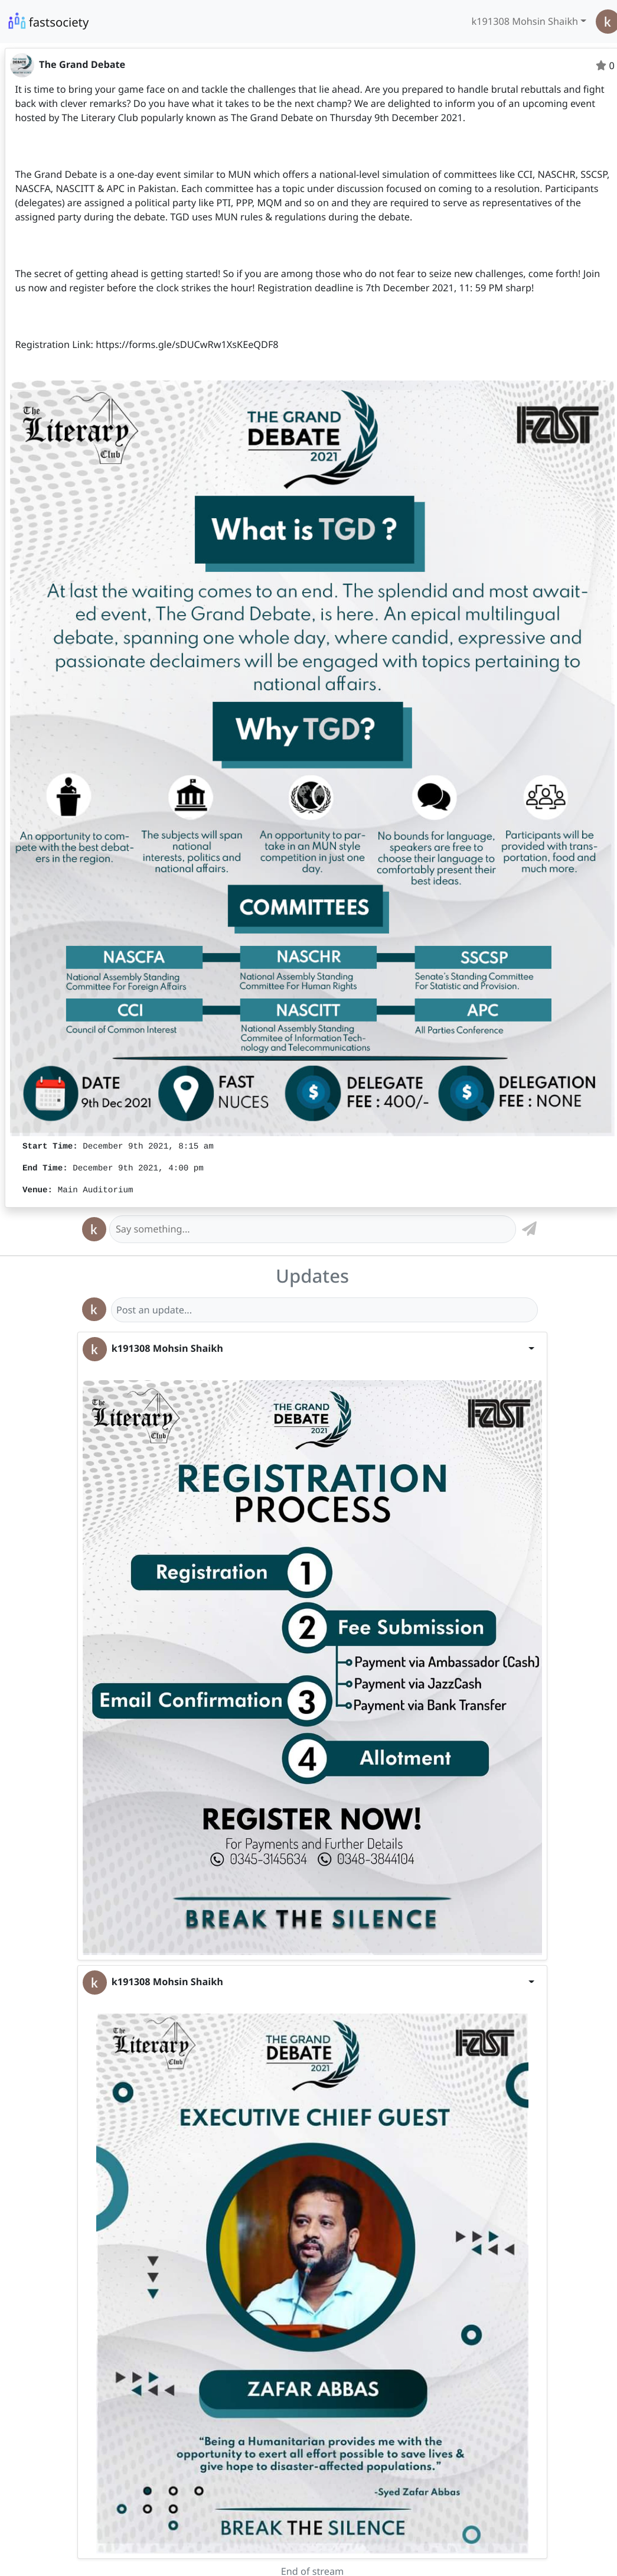 fastsociety
k191308 Mohsin Shaikh
k
The Grand Debate
0
It is time to bring your game face on and tackle the challenges that lie ahead. Are you prepared to handle brutal rebuttals and fight
back with clever remarks? Do you have what it takes to be the next champ? We are delighted to inform you of an upcoming event
hosted by The Literary Club popularly known as The Grand Debate on Thursday 9th December 2021.
The Grand Debate is a one-day event similar to MUN which offers a national-level simulation of committees like CCI, NASCHR, SSCSP,
NASCFA, NASCITT & APC in Pakistan. Each committee has a topic under discussion focused on coming to a resolution. Participants
(delegates) are assigned a political party like PTI, PPP, MQM and so on and they are required to serve as representatives of the
assigned party during the debate. TGD uses MUN rules & regulations during the debate.
The secret of getting ahead is getting started! So if you are among those who do not fear to seize new challenges, come forth! Join
us now and register before the clock strikes the hour! Registration deadline is 7th December 2021, 11: 59 PM sharp!
Registration Link: https://forms.gle/sDUCwRw1XsKEeQDF8
The
Literary
Club
THE GRAND
DEBATE
2021
FAST
What is TGD ?
At last the waiting comes to an end. The splendid and most await-
ed event, The Grand Debate, is here. An epical multilingual
debate, spanning one whole day, where candid, expressive and
passionate declaimers will be engaged with topics pertaining to
national affairs.
Why TGD?
An opportunity to com-
pete with the best debat-
ers in the region.
The subjects will span
national
interests, politics and
national affairs.
An opportunity to par-
take in an MUN style
competition in just one
day.
No bounds for language,
speakers are free to
choose their language to
comfortably present their
best ideas.
Participants will be
provided with trans-
portation, food and
much more.
COMMITTEES
NASCFA
National Assembly Standing
Committee For Foreign Affairs
NASCHR
National Assembly Standing
Committee For Human Rights
SSCSP
Senate's Standing Committee
For Statistic and Provision.
CCI
Council of Common Interest
NASCITT
National Assembly Standing
Commitee of Information Tech-
nology and Telecommunications
APC
All Parties Conference
DATE
9th Dec 2021
FAST
NUCES
$
DELEGATE
FEE : 400/-
$
DELEGATION
FEE : NONE
Start Time: December 9th 2021, 8:15 am
End Time: December 9th 2021, 4:00 pm
Venue: Main Auditorium
k
Say something...
Updates
k
Post an update...
k
k191308 Mohsin Shaikh
The
Literary
Club
THE GRAND
DEBATE
2021
FAST
REGISTRATION
PROCESS
Registration 1
2 Fee Submission
Payment via Ambassador (Cash)
Payment via JazzCash
Payment via Bank Transfer
Email Confirmation 3
4 Allotment
REGISTER NOW!
For Payments and Further Details
0345-3145634 0348-3844104
BREAK THE SILENCE
k
k191308 Mohsin Shaikh
The
Literary
Club
THE GRAND
DEBATE
2021
FAST
EXECUTIVE CHIEF GUEST
ZAFAR ABBAS
“Being a Humanitarian provides me with the
opportunity to exert all effort possible to save lives &
give hope to disaster-affected populations.”
-Syed Zafar Abbas
BREAK THE SILENCE
End of stream